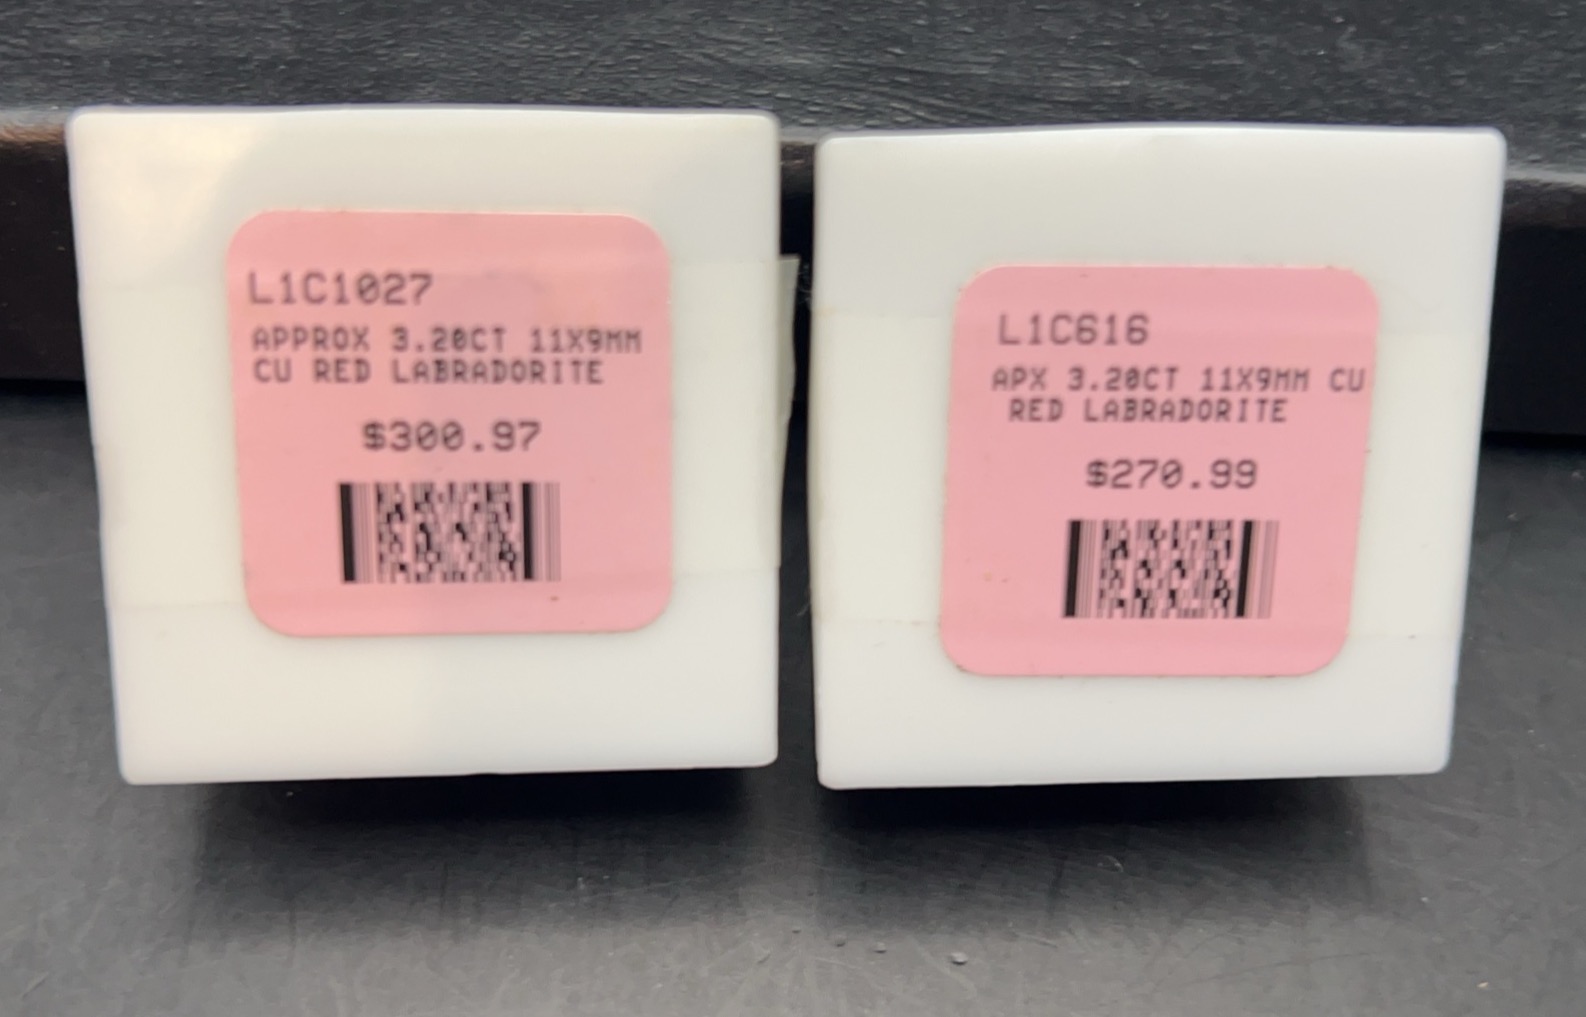 L1C1027
APPROX 3.20CT 11X9MM
CU RED LABRADORITE
$300.97
L1C616
APX 3.20CT 11X9MM CU
RED LABRADORITE
$270.99